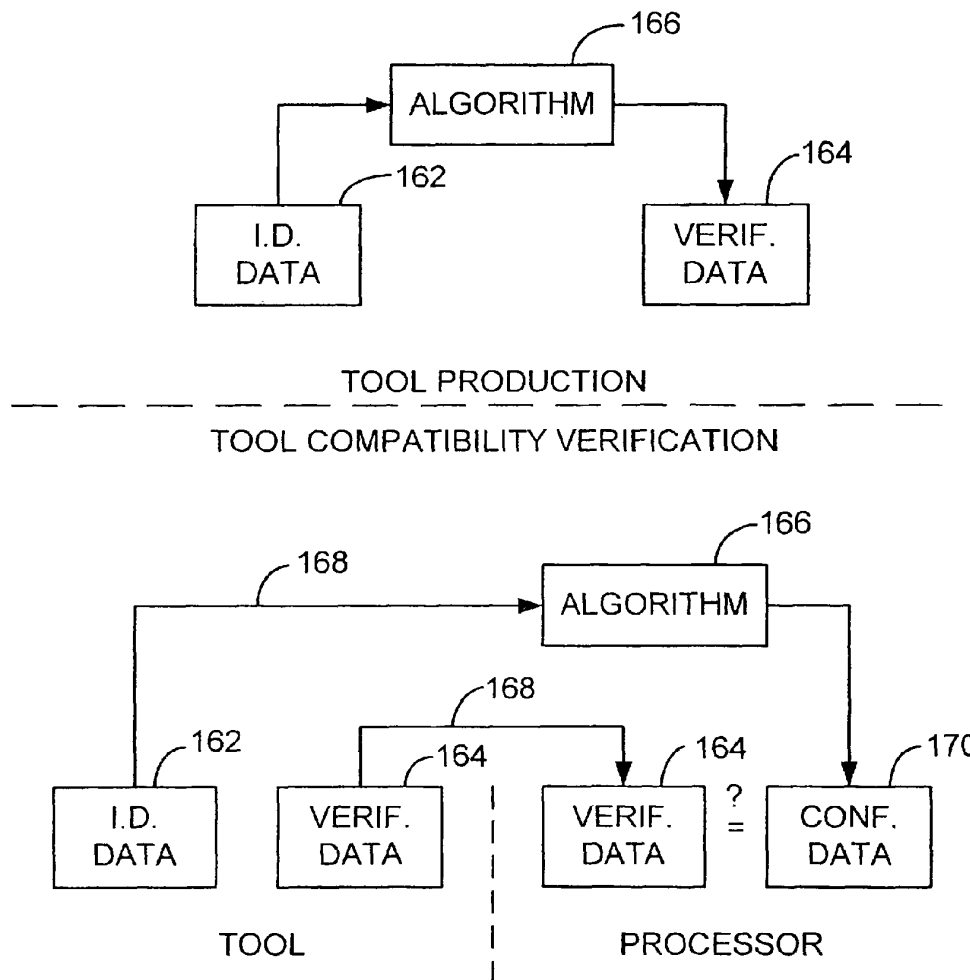 166
ALGORITHM
162
164
I.D.
DATA
VERIF.
DATA
TOOL PRODUCTION
TOOL COMPATIBILITY VERIFICATION
166
168
ALGORITHM
168
162
164
164
170
I.D.
DATA
VERIF.
DATA
VERIF.
DATA
?
=
CONF.
DATA
TOOL
PROCESSOR